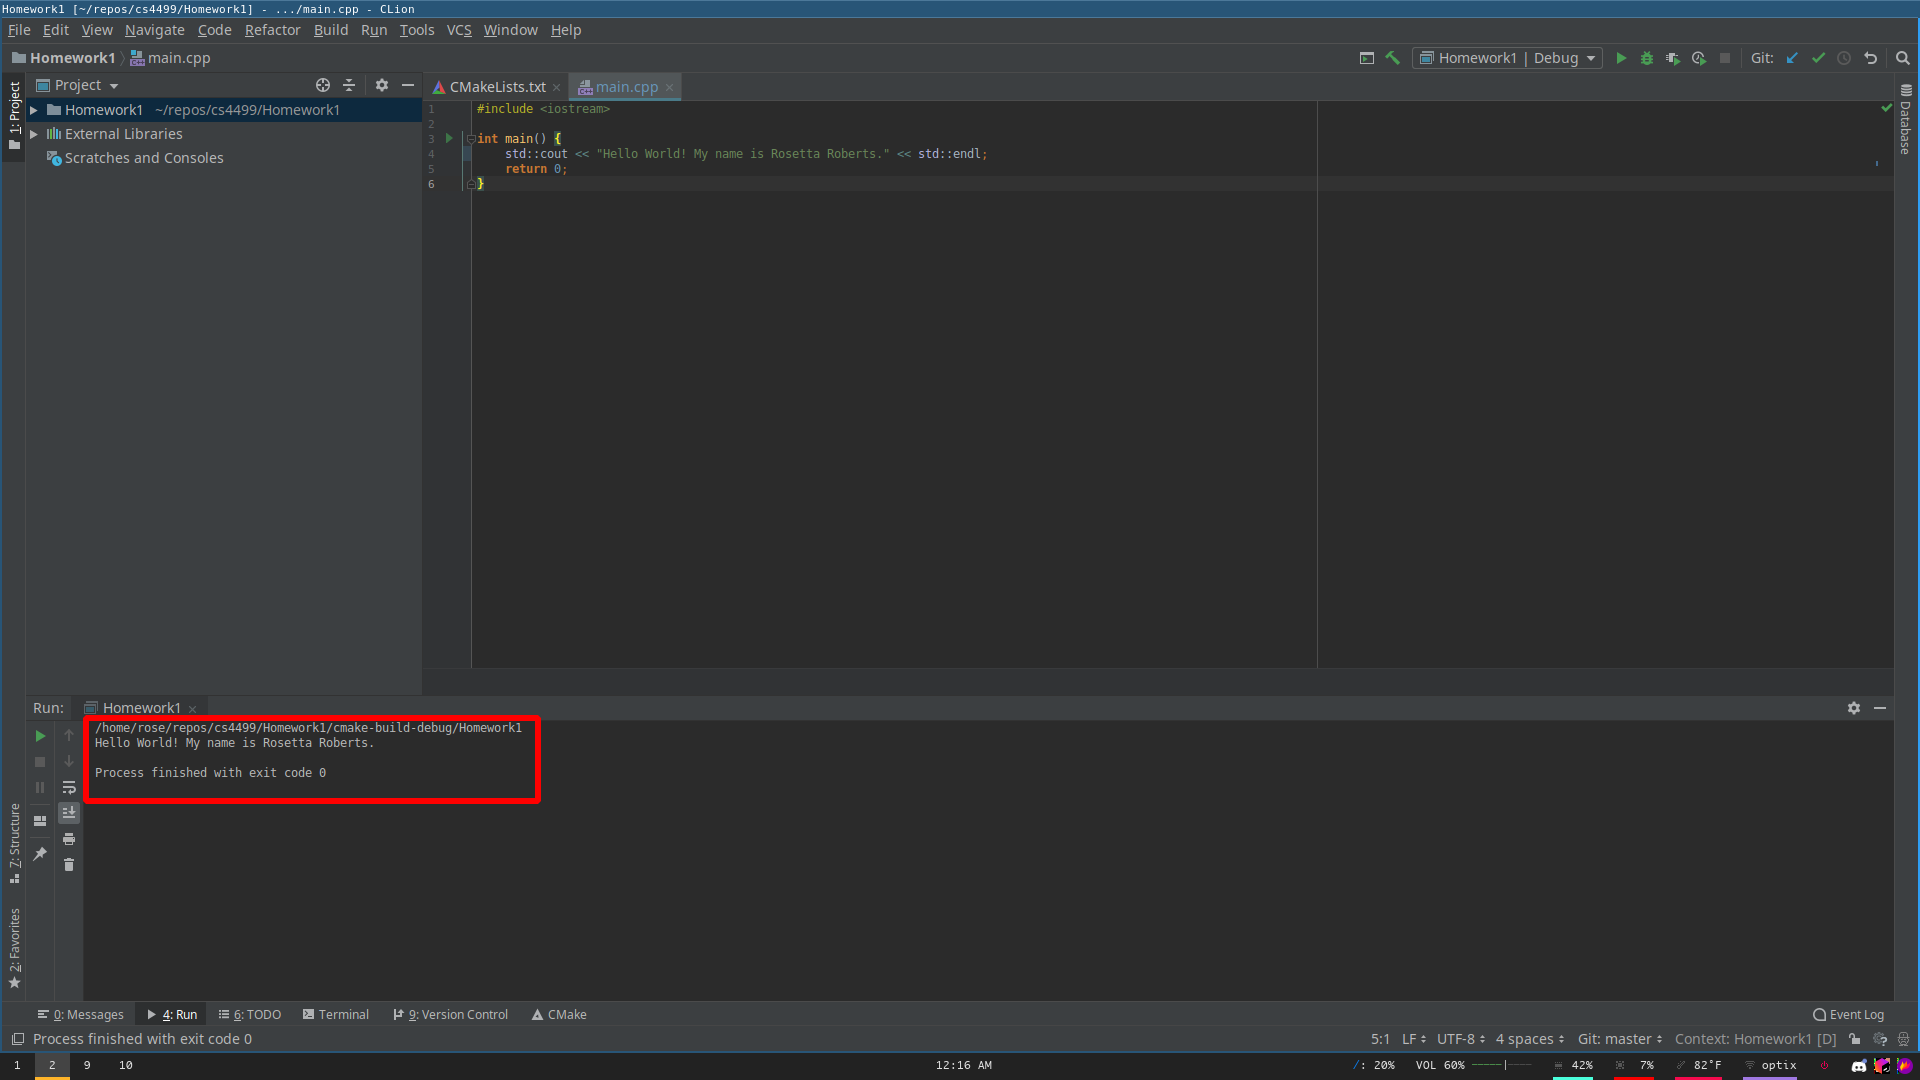 Homework1 [~/repos/cs4499/Homework1] - .../main.cpp - CLion
File Edit View Navigate Code Refactor Build Run Tools VCS Window Help
Homework1 main.cpp Homework1 | Debug Git:
Project
1: Project
Homework1 ~/repos/cs4499/Homework1
External Libraries
Scratches and Consoles
CMakeLists.txt main.cpp
1 #include <iostream>
2
3 int main() {
4 std::cout << "Hello World! My name is Rosetta Roberts." << std::endl;
5 return 0;
6 }
Database
Run: Homework1
/home/rose/repos/cs4499/Homework1/cmake-build-debug/Homework1
Hello World! My name is Rosetta Roberts.
Process finished with exit code 0
7: Structure
2: Favorites
0: Messages 4: Run 6: TODO Terminal 9: Version Control CMake Event Log
Process finished with exit code 0 5:1 LF UTF-8 4 spaces Git: master Context: Homework1 [D]
1 2 9 10 12:16 AM /: 20% VOL 60% 42% 7% 82°F optix